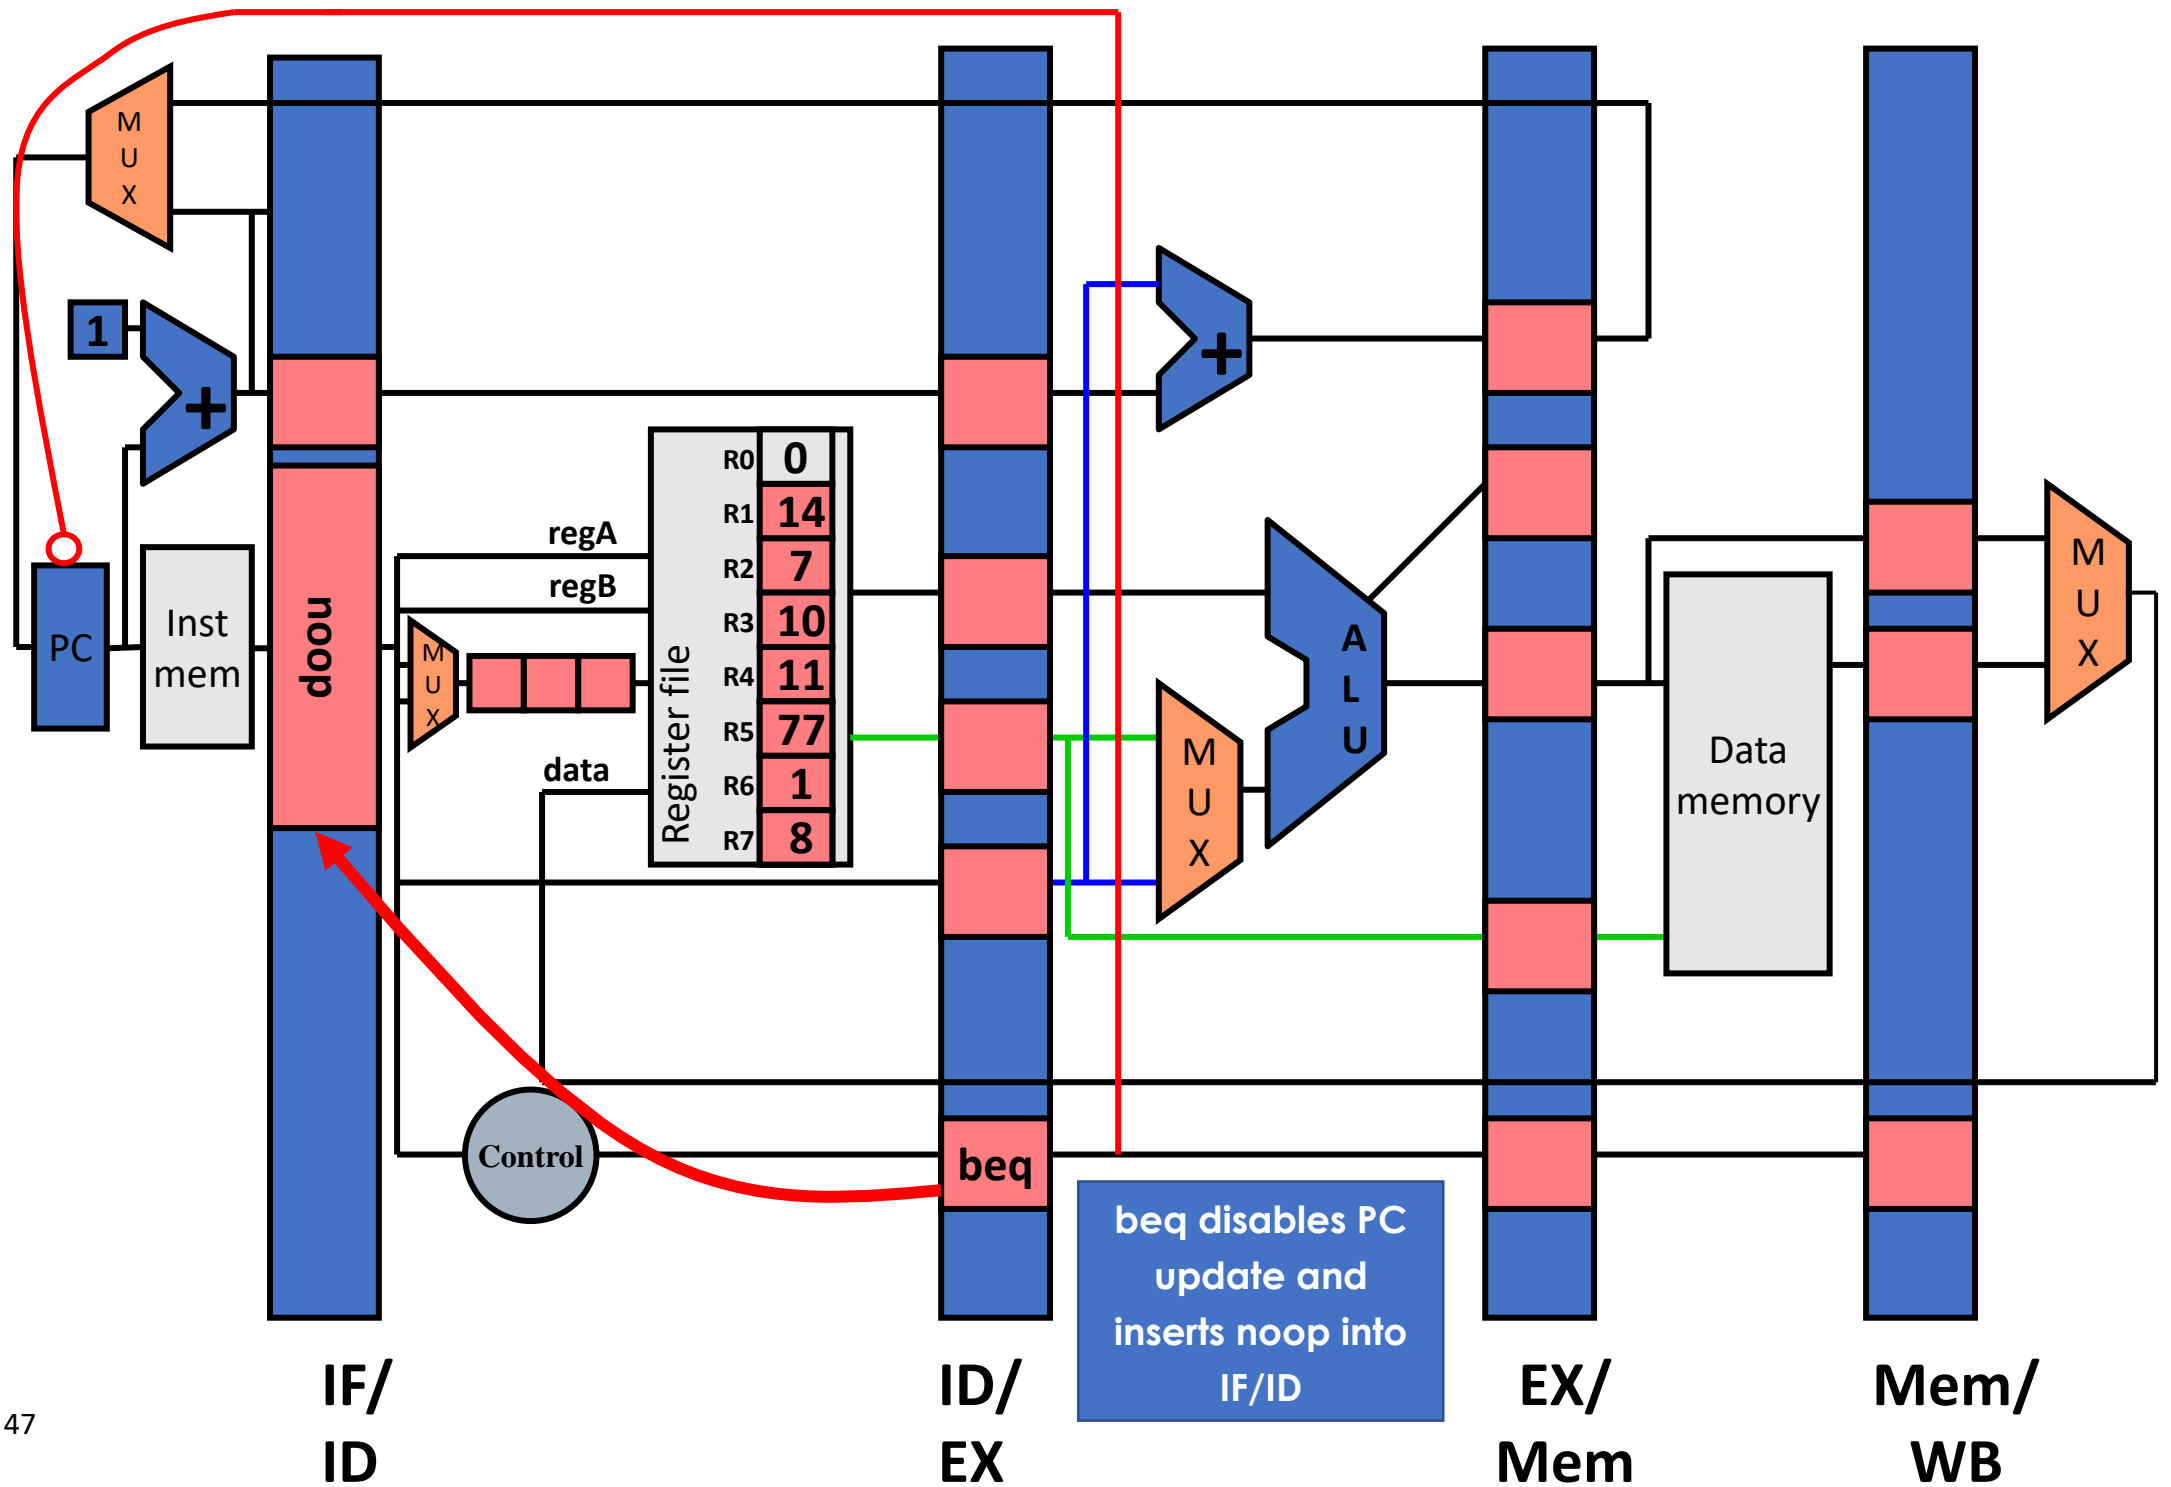 M
U
X
1
+
+
R0 0
R1 14
R2 7
R3 10
R4 11
R5 77
R6 1
R7 8
regA
regB
data
Register file
PC
Inst
mem
noop
M
U
X
M
U
X
A
L
U
Data
memory
M
U
X
Control
beq
beq disables PC
update and
inserts noop into
IF/ID
IF/
ID
ID/
EX
EX/
Mem
Mem/
WB
47